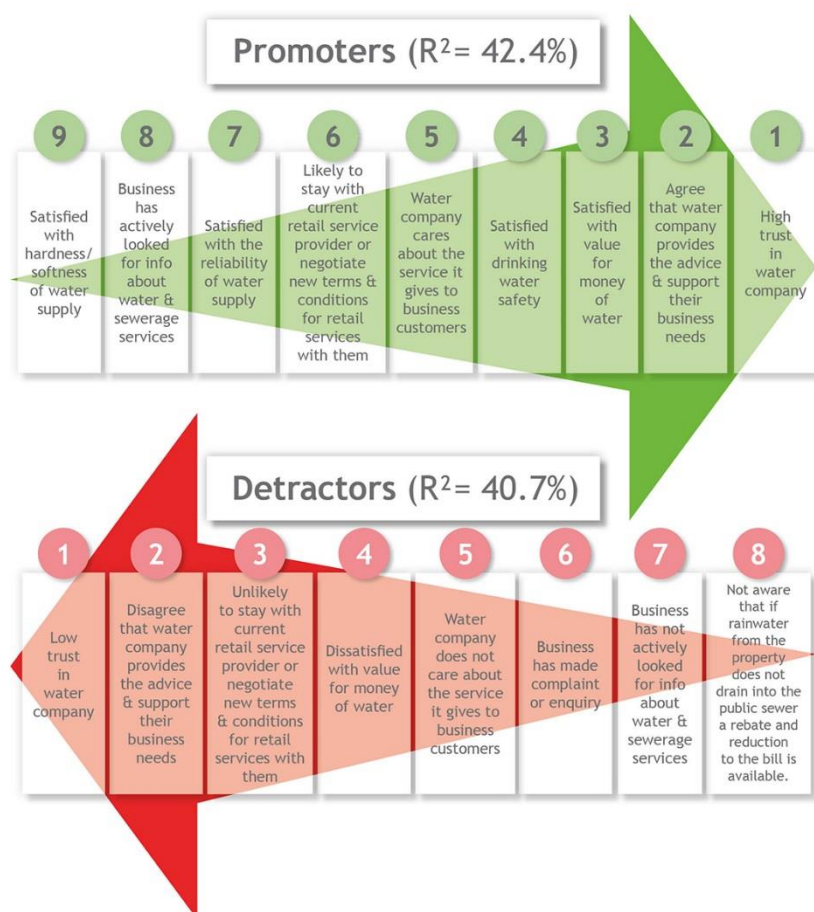 Promoters (R²= 42.4%)
9
Satisfied
with
hardness/
softness
of water
supply
8
Business
has
actively
looked
for info
about
water &
sewerage
services
7
Satisfied
with the
reliability
of water
supply
6
Likely to
stay with
current
retail service
provider or
negotiate
new terms &
conditions
for retail
services
with them
5
Water
company
cares
about the
service it
gives to
business
customers
4
Satisfied
with
drinking
water
safety
3
Satisfied
with
value
for
money
of
water
2
Agree
that water
company
provides
the advice
& support
their
business
needs
1
High
trust
in
water
company
Detractors (R²= 40.7%)
1
Low
trust
in
water
company
2
Disagree
that water
company
provides
the advice
& support
their
business
needs
3
Unlikely
to stay with
current
retail service
provider or
negotiate
new terms
& conditions
for retail
services with
them
4
Dissatisfied
with value
for money
of water
5
Water
company
does not
care about
the service
it gives to
business
customers
6
Business
has made
complaint
or enquiry
7
Business
has not
actively
looked
for info
about
water &
sewerage
services
8
Not aware
that if
rainwater
from the
property
does not
drain into the
public sewer
a rebate and
reduction
to the bill is
available.